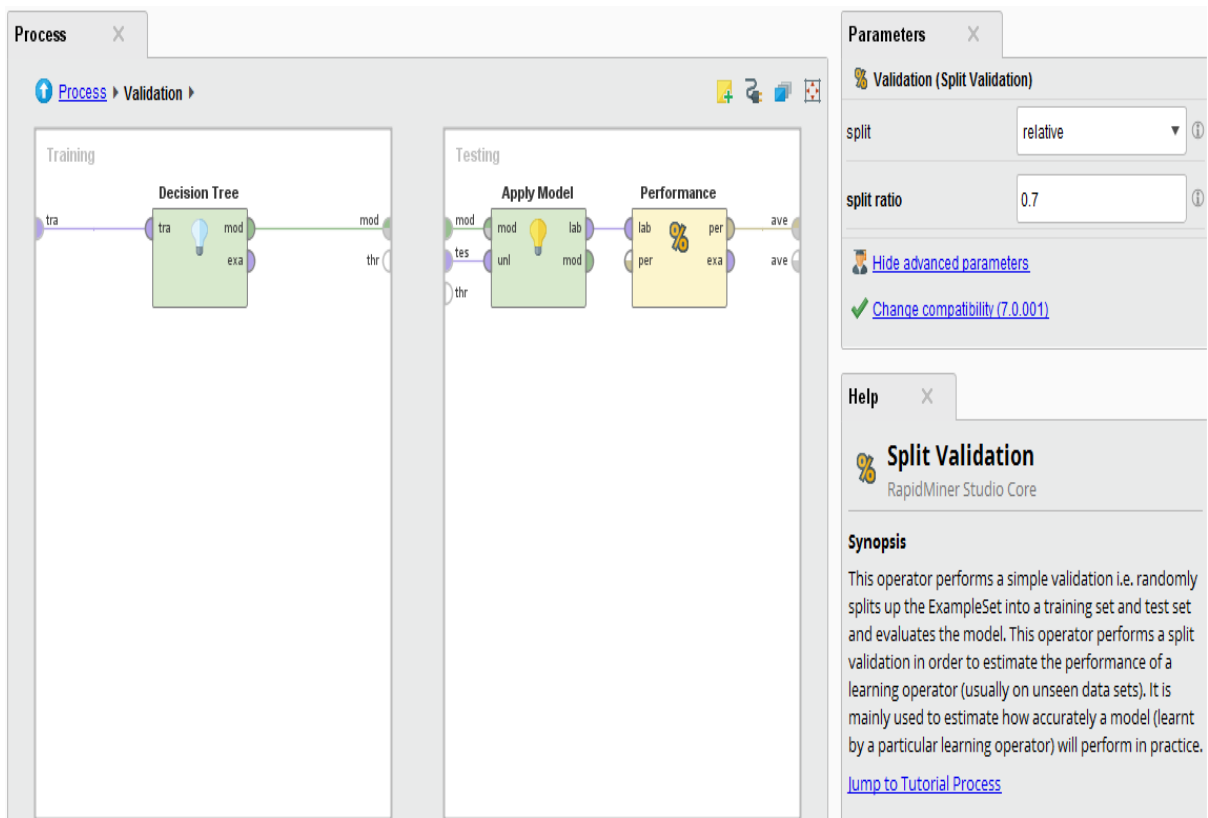 Process
Process ▸ Validation ▸
Training
Decision Tree
tra
tra
mod
exa
mod
thr
Testing
Apply Model
Performance
mod
tes
thr
mod
unl
lab
mod
lab
per
per
exa
ave
ave
Parameters
% Validation (Split Validation)
split
relative
split ratio
0.7
Hide advanced parameters
Change compatibility (7.0.001)
Help
% Split Validation
RapidMiner Studio Core
Synopsis
This operator performs a simple validation i.e. randomly
splits up the ExampleSet into a training set and test set
and evaluates the model. This operator performs a split
validation in order to estimate the performance of a
learning operator (usually on unseen data sets). It is
mainly used to estimate how accurately a model (learnt
by a particular learning operator) will perform in practice.
Jump to Tutorial Process